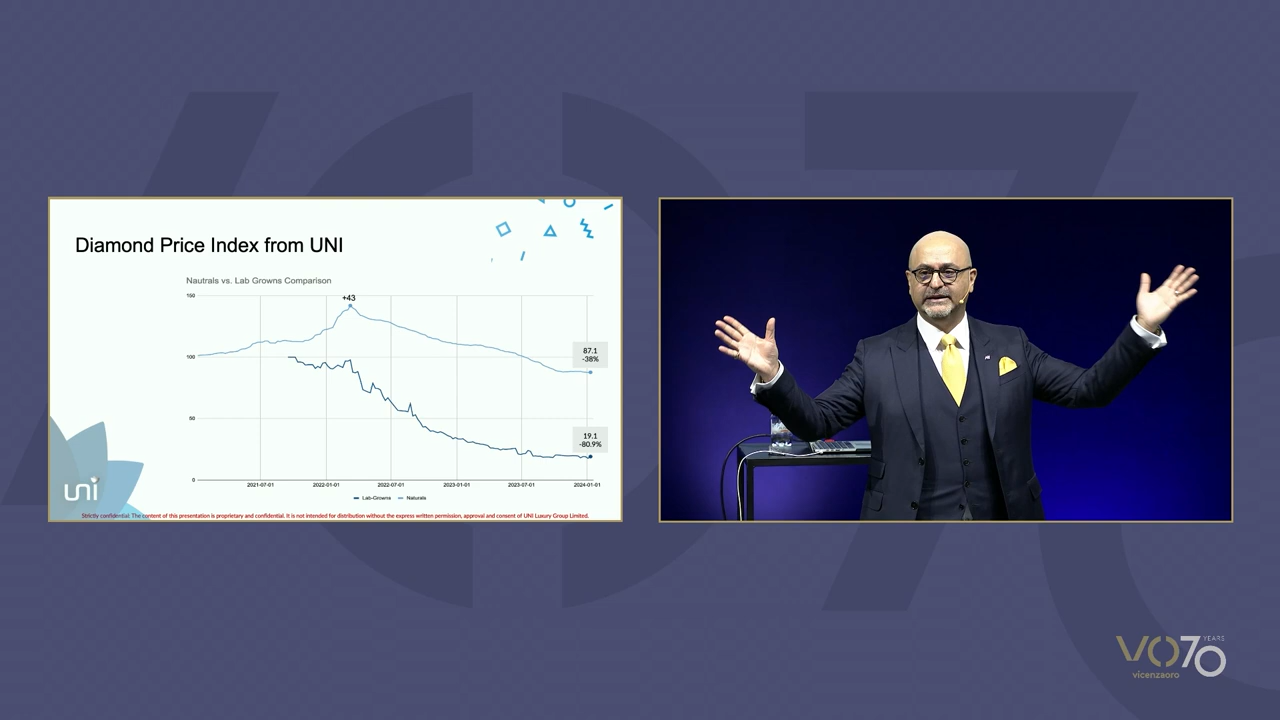 Diamond Price Index from UNI
Nautrals vs. Lab Growns Comparison
150
+43
100
87.1
-38%
50
19.1
-80.9%
0
2021-07-01 2022-01-01 2022-07-01 2023-01-01 2023-07-01 2024-01-01
Lab-Growns Naturals
uni
Strictly confidential: The content of this presentation is proprietary and confidential. It is not intended for distribution without the express written permission, approval and consent of UNI Luxury Group Limited.
VO70 YEARS
vicenzaoro